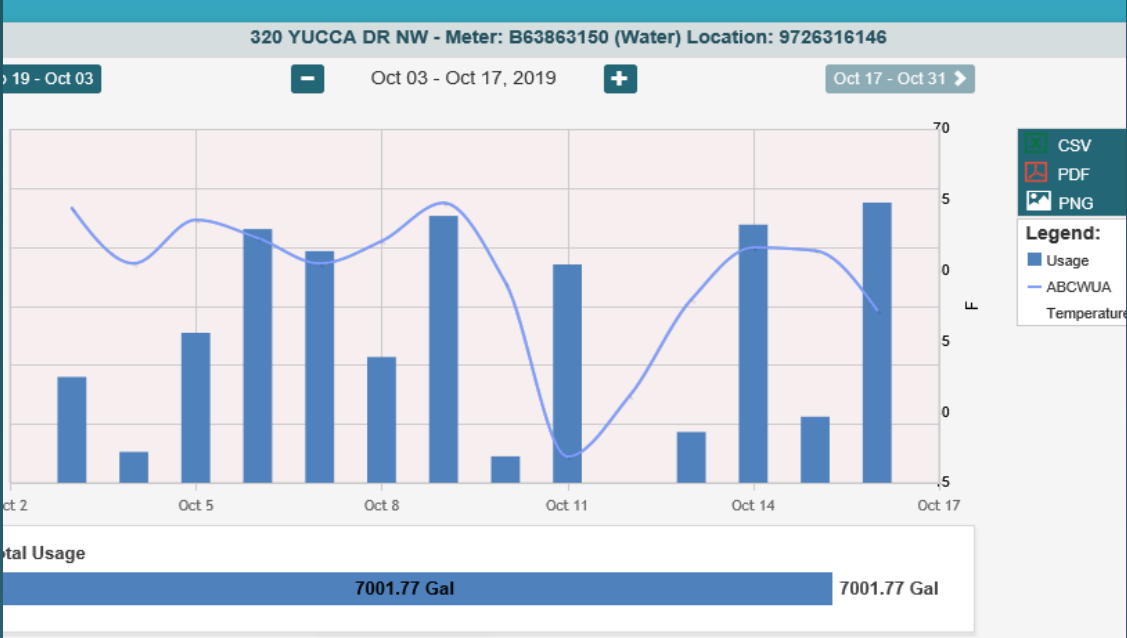 320 YUCCA DR NW - Meter: B63863150 (Water) Location: 9726316146
19 - Oct 03
Oct 03 - Oct 17, 2019
Oct 17 - Oct 31
70
5
0
5
0
5
F
CSV
PDF
PNG
Legend:
Usage
ABCWUA
Temperature
ct 2
Oct 5
Oct 8
Oct 11
Oct 14
Oct 17
tal Usage
7001.77 Gal
7001.77 Gal